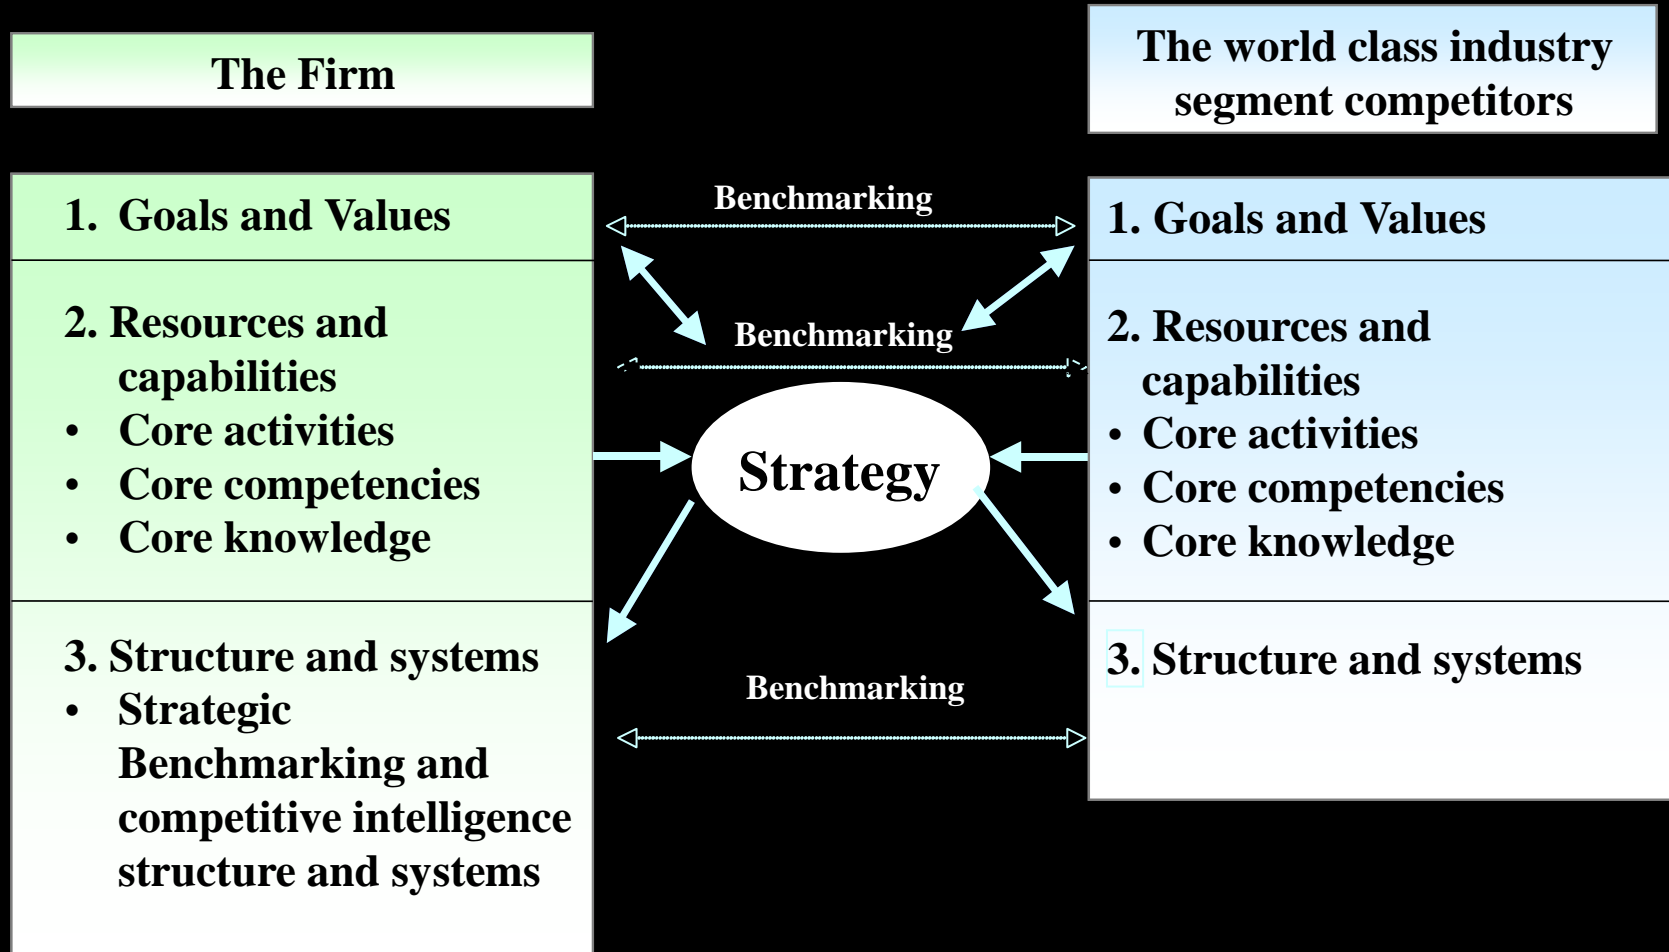 The Firm
1. Goals and Values
2. Resources and
capabilities
• Core activities
• Core competencies
• Core knowledge
3. Structure and systems
• Strategic
Benchmarking and
competitive intelligence
structure and systems
Benchmarking
Benchmarking
Strategy
Benchmarking
The world class industry
segment competitors
1. Goals and Values
2. Resources and
capabilities
• Core activities
• Core competencies
• Core knowledge
3. Structure and systems